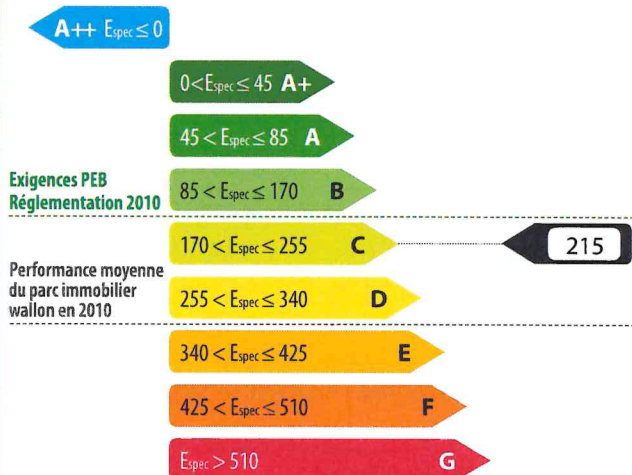 A++ Espec ≤ 0
0<Espec≤ 45 A+
45 < Espec ≤ 85 A
Exigences PEB
Réglementation 2010
85 < Espec ≤ 170 B
170 < Espec≤ 255 C
215
Performance moyenne
du parc immobilier
wallon en 2010
255 < Espec≤ 340 D
340 < Espec≤ 425 E
425 < Espec ≤ 510 F
Espec > 510 G